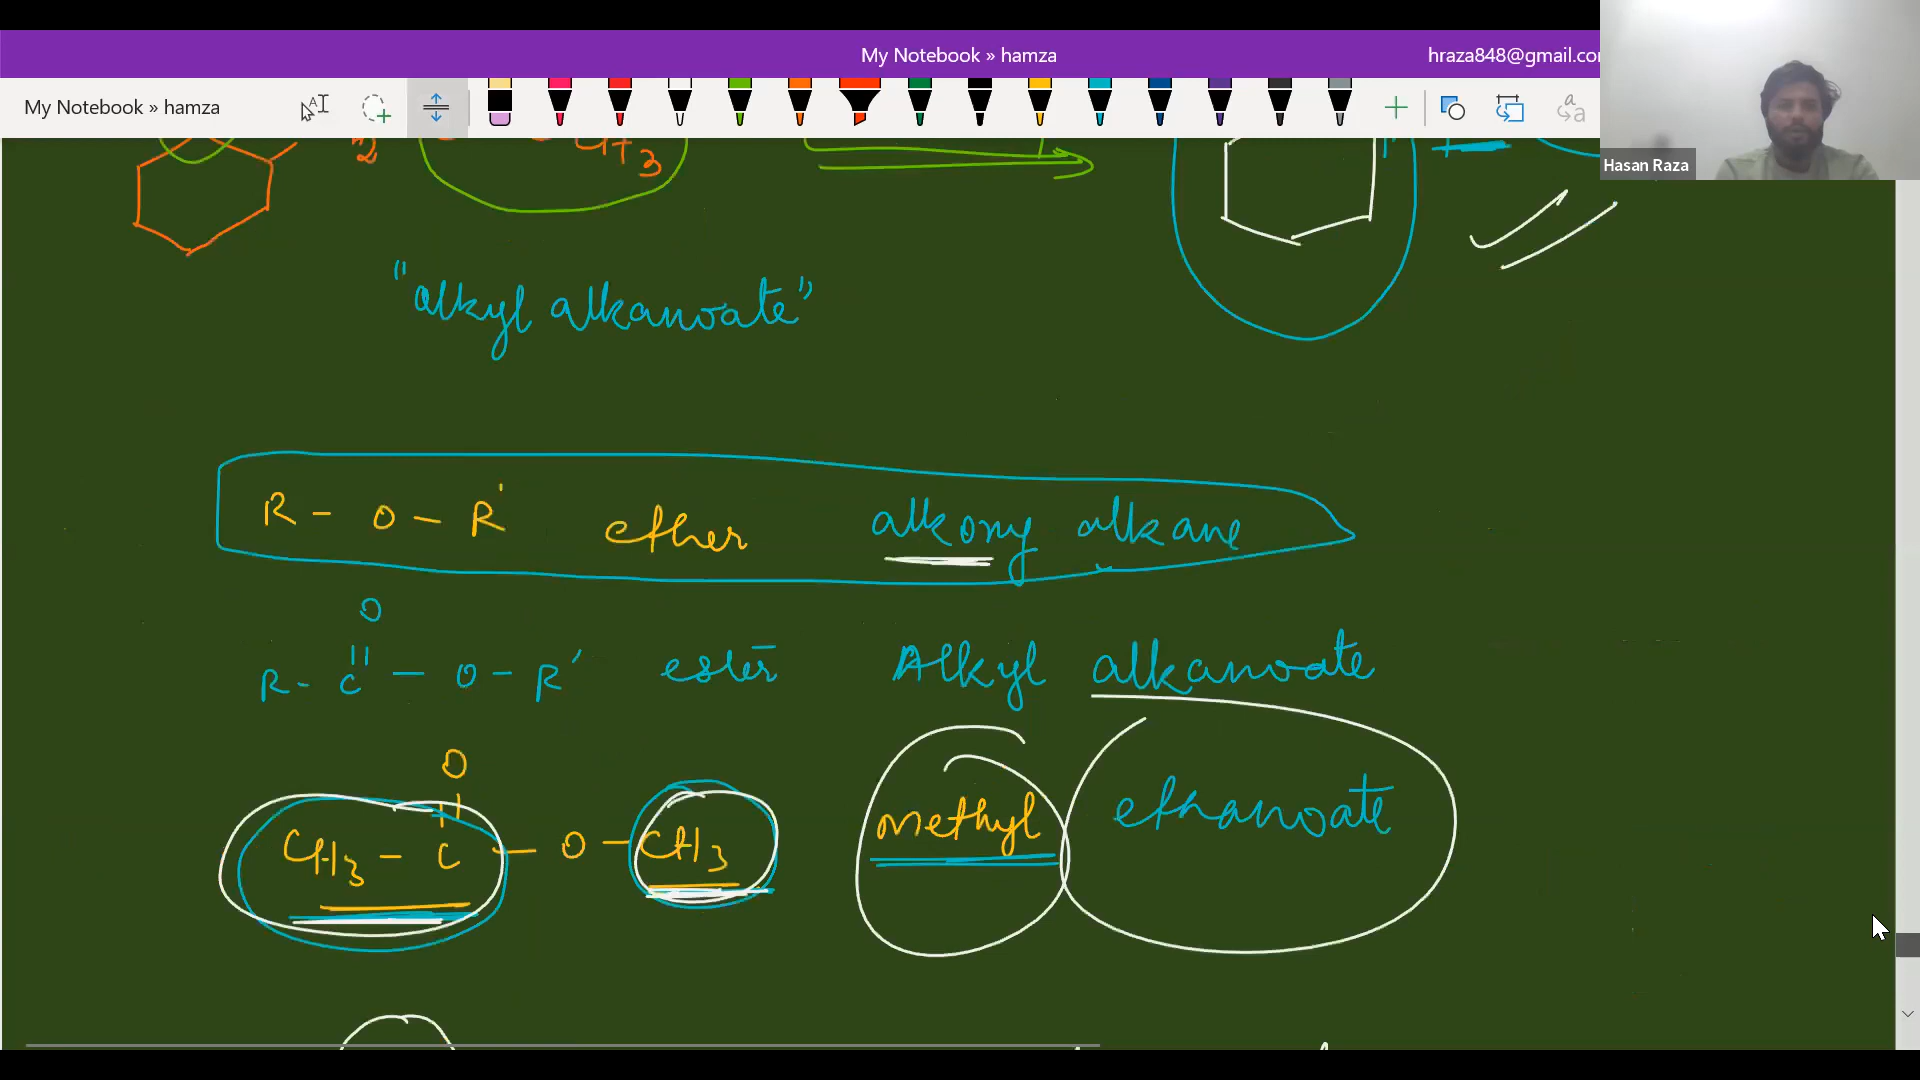 My Notebook » hamza
hraza848@gmail.co
My Notebook » hamza
Hasan Raza
2 CH3
"alkyl alkanoate"
R - O - R' ether alkoxy alkane
O
R - C - O - R' ester Alkyl alkanoate
O
CH3 - C - O - CH3 methyl ethanoate